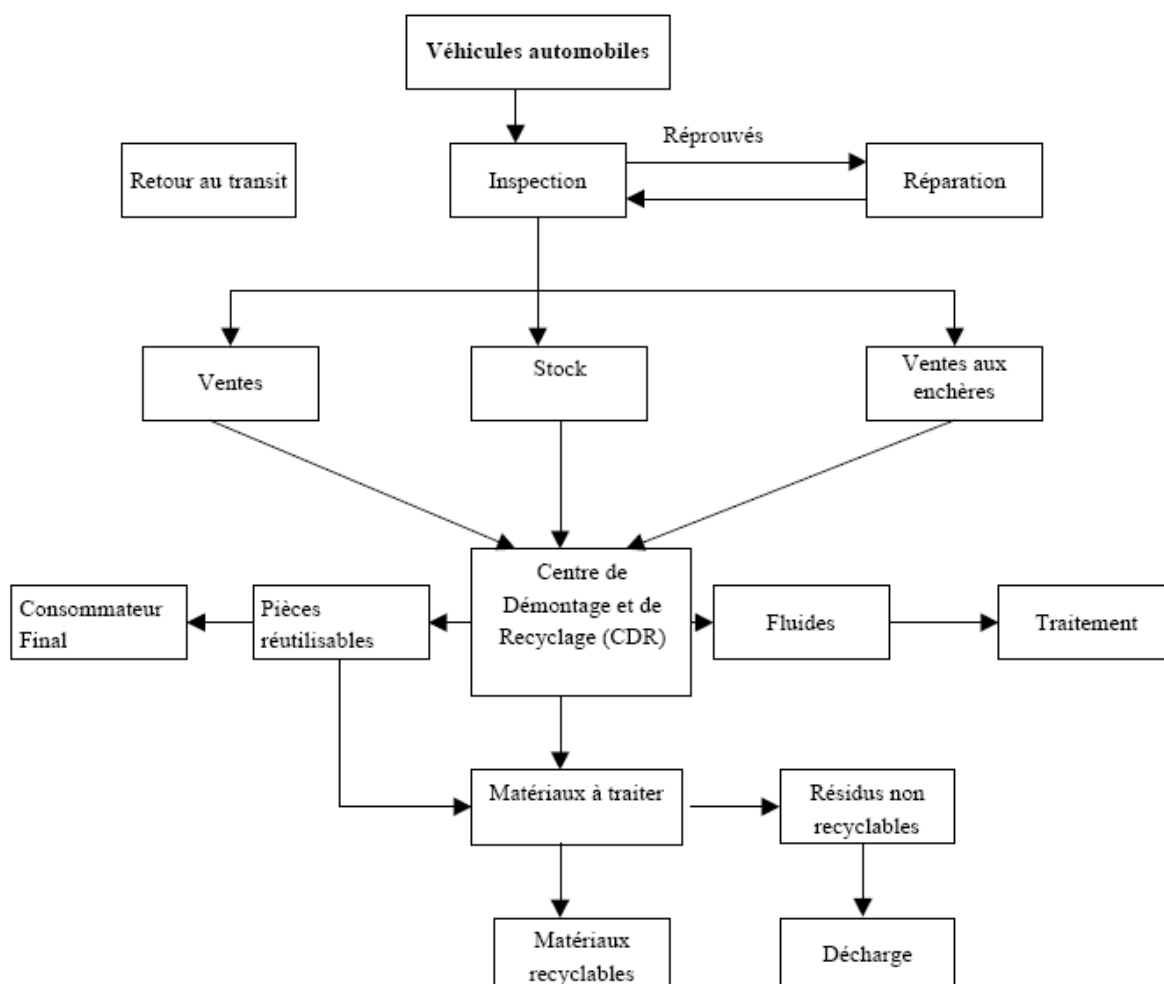 Véhicules automobiles
Réprouvés
Retour au transit
Inspection
Réparation
Ventes
Stock
Ventes aux
enchères
Centre de
Démontage et de
Recyclage (CDR)
Consommateur
Final
Pièces
réutilisables
Fluides
Traitement
Matériaux à traiter
Résidus non
recyclables
Matériaux
recyclables
Décharge